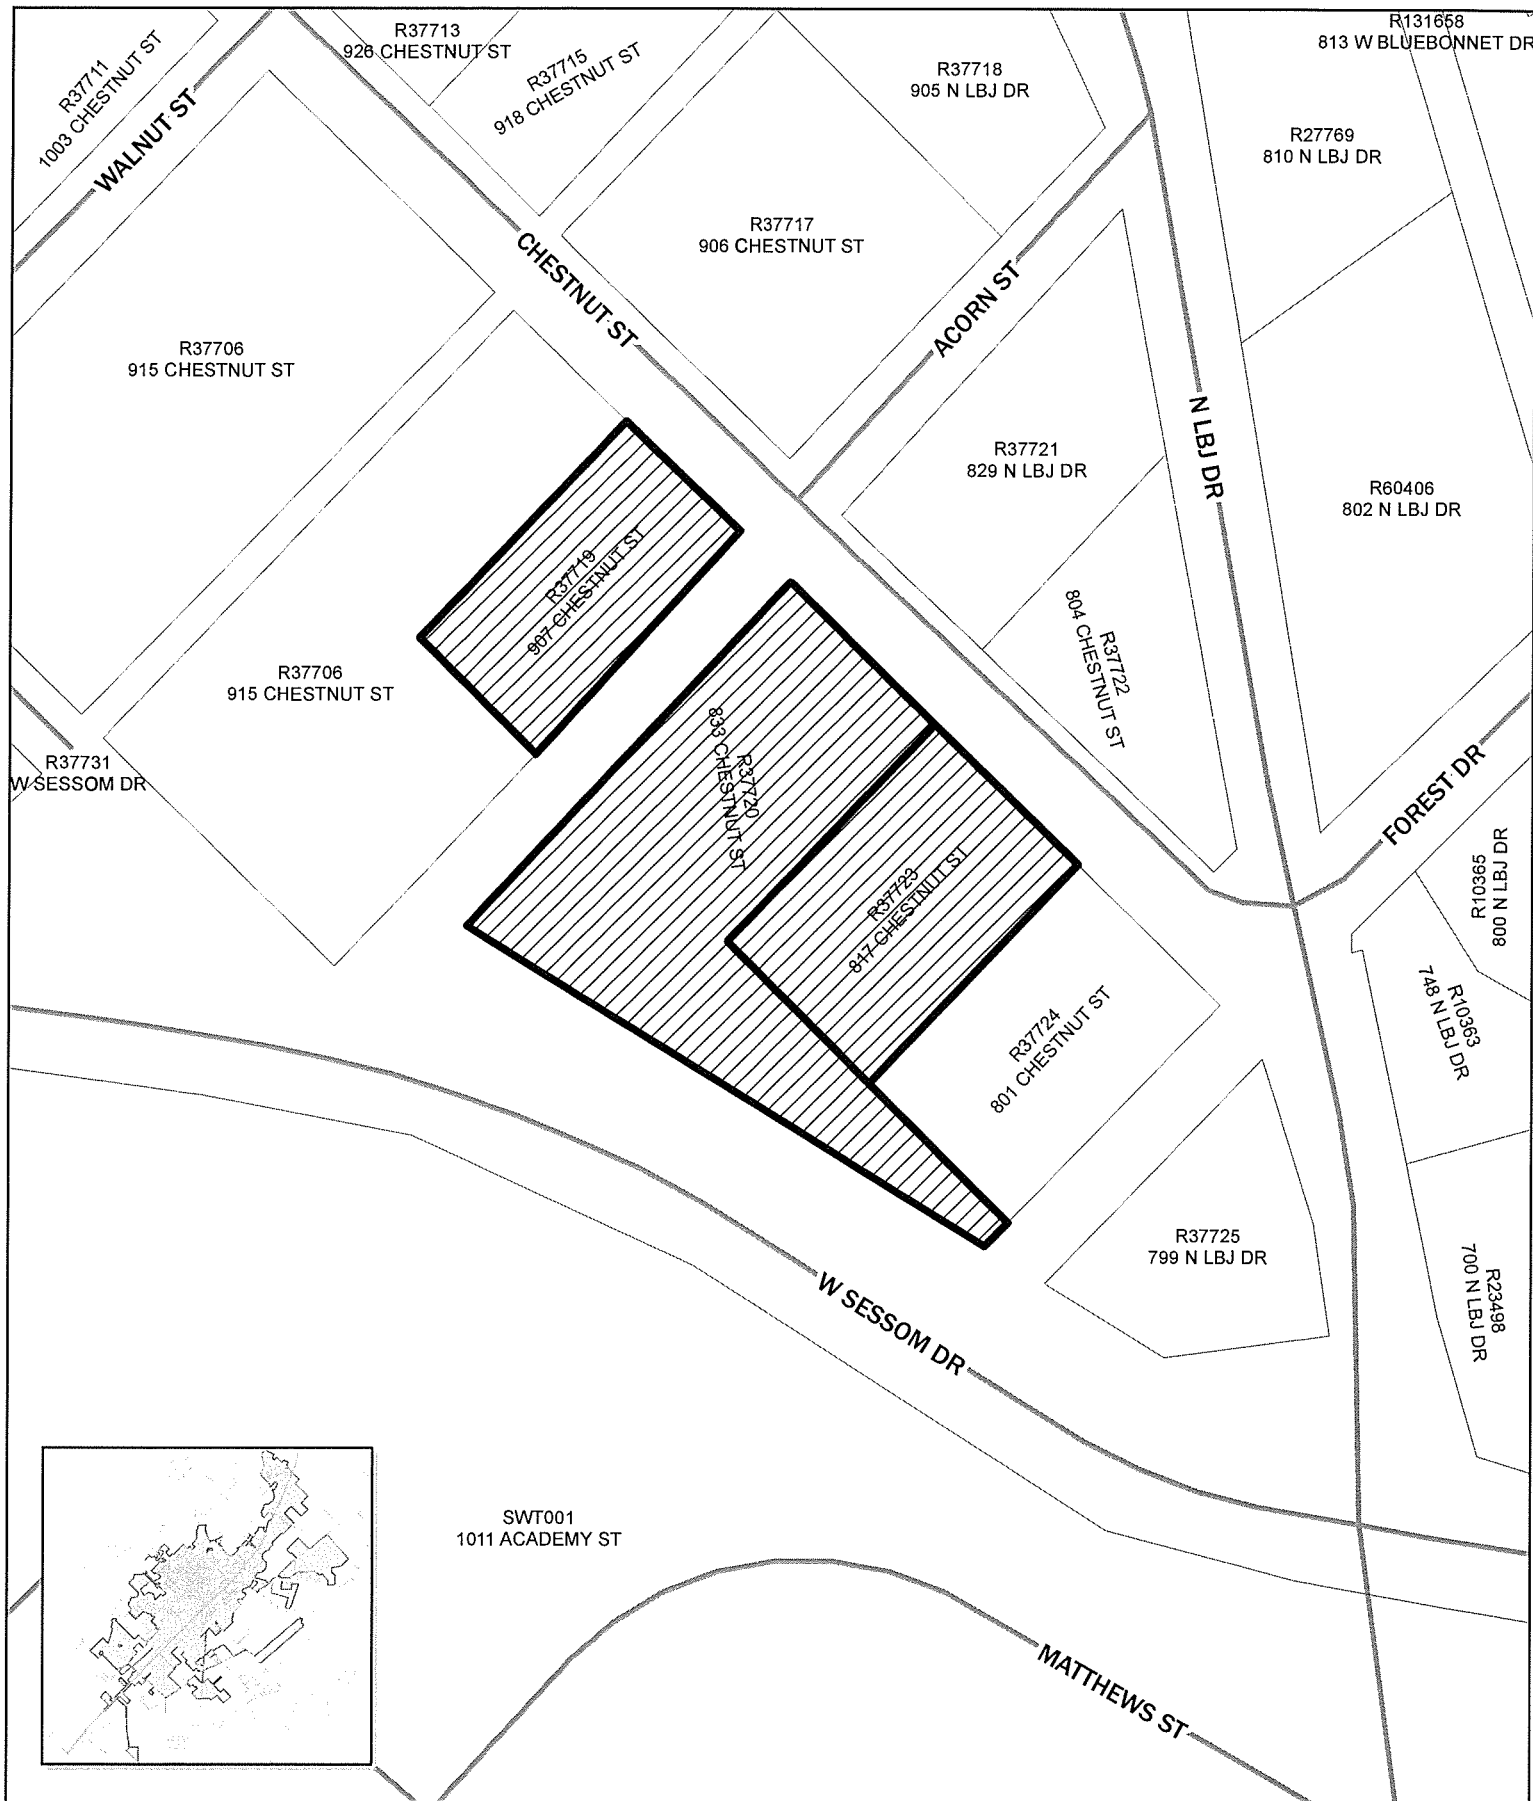 R37713
926 CHESTNUT ST
R131658
813 W BLUEBONNET DR
R37711
1003 CHESTNUT ST
R37715
918 CHESTNUT ST
R37718
905 N LBJ DR
WALNUT ST
R27769
810 N LBJ DR
R37717
906 CHESTNUT ST
CHESTNUT ST
ACORN ST
R37706
915 CHESTNUT ST
N LBJ DR
R37721
829 N LBJ DR
R60406
802 N LBJ DR
R37719
907 CHESTNUT ST
R37722
804 CHESTNUT ST
R37706
915 CHESTNUT ST
R37731
W SESSOM DR
R37720
833 CHESTNUT ST
FOREST DR
R10365
800 N LBJ DR
R37723
817 CHESTNUT ST
R10363
748 N LBJ DR
R37724
801 CHESTNUT ST
R37725
799 N LBJ DR
R23498
700 N LBJ DR
W SESSOM DR
SWT001
1011 ACADEMY ST
MATTHEWS ST